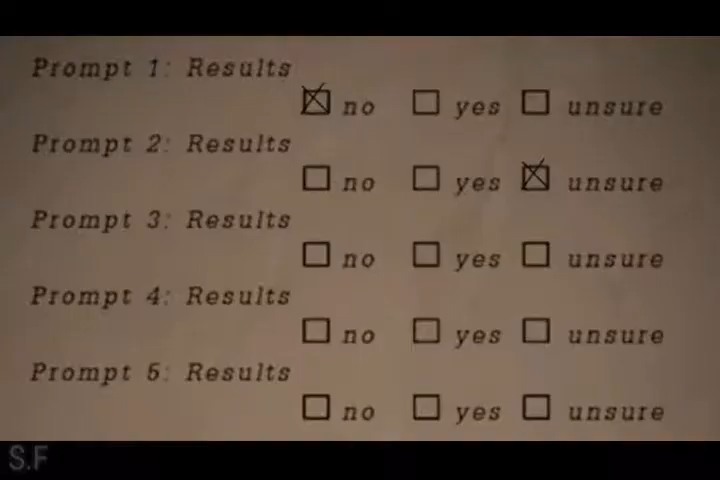 Prompt 1: Results
no yes unsure
Prompt 2: Results
no yes unsure
Prompt 3: Results
no yes unsure
Prompt 4: Results
no yes unsure
Prompt 5: Results
no yes unsure
S.F